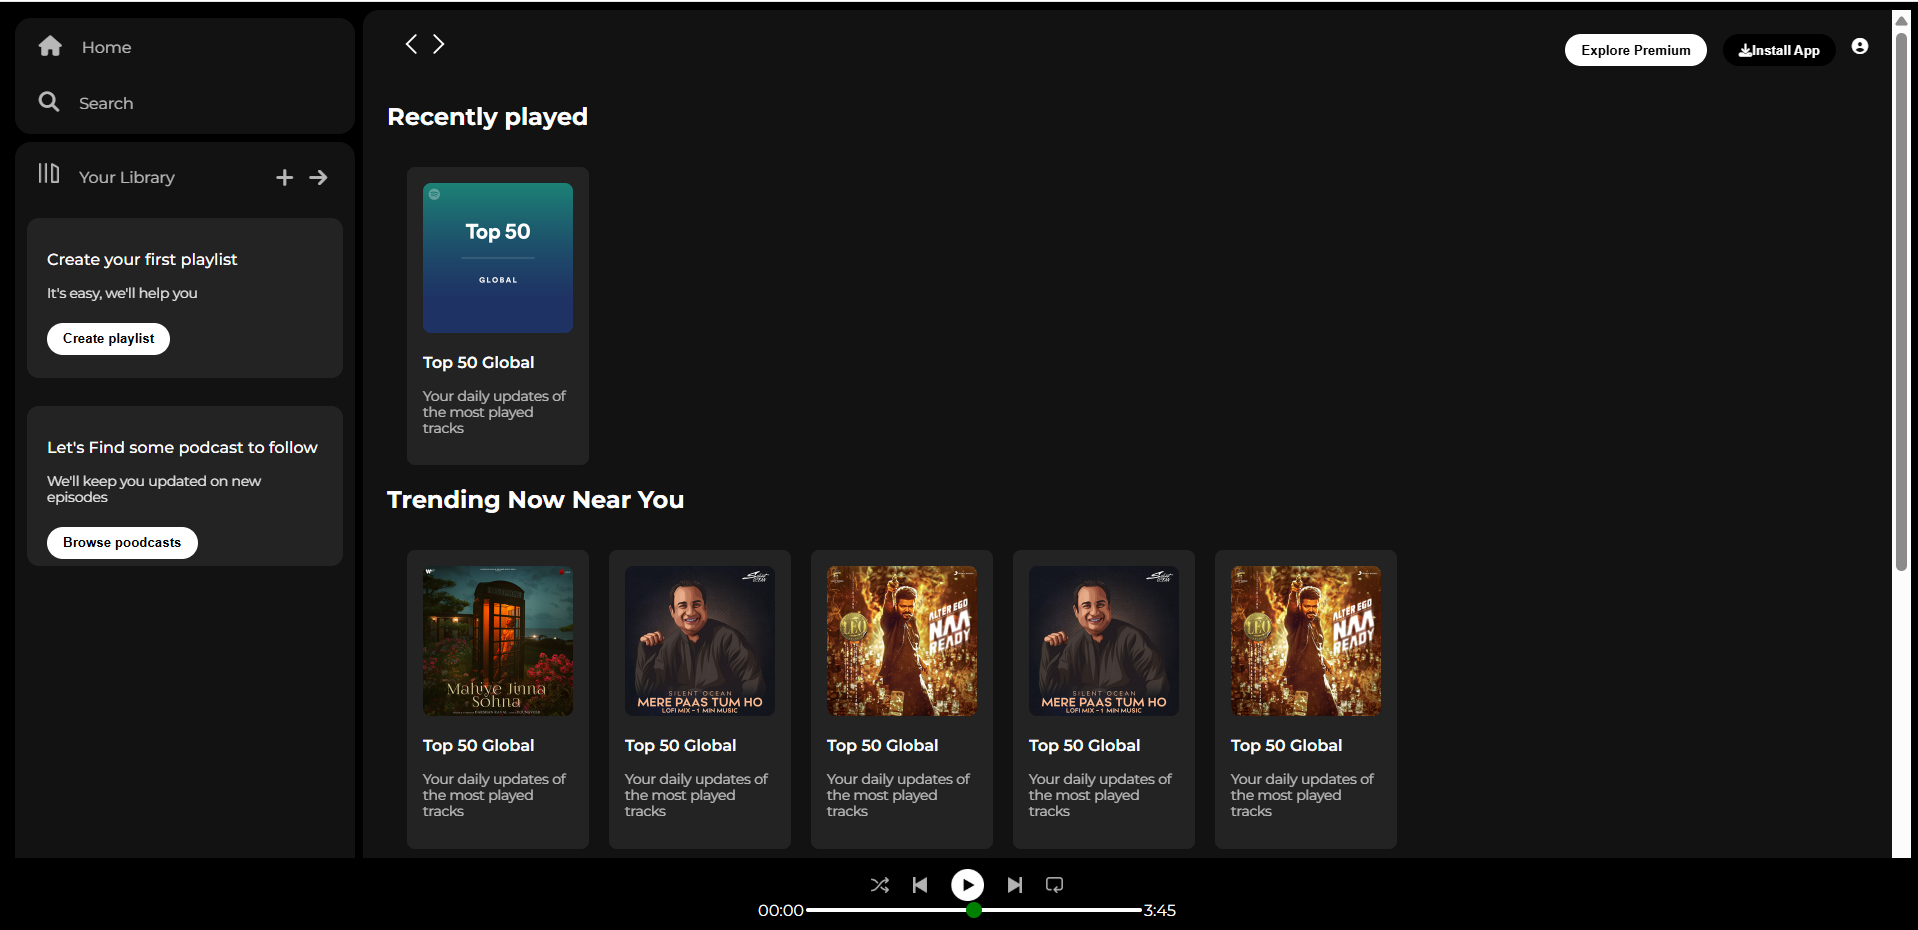 Home
Search
Your Library
Create your first playlist
It's easy, we'll help you
Create playlist
Let's Find some podcast to follow
We'll keep you updated on new
episodes
Browse poodcasts
Explore Premium
Install App
Recently played
Top 50
GLOBAL
Top 50 Global
Your daily updates of
the most played
tracks
Trending Now Near You
Mahiye Jinna
Sohna
Top 50 Global
Your daily updates of
the most played
tracks
SILENT OCEAN
MERE PAAS TUM HO
LOFI MIX - 1 MIN MUSIC
Top 50 Global
Your daily updates of
the most played
tracks
LEO
ALTER EGO
NAA
READY
Top 50 Global
Your daily updates of
the most played
tracks
SILENT OCEAN
MERE PAAS TUM HO
LOFI MIX - 1 MIN MUSIC
Top 50 Global
Your daily updates of
the most played
tracks
LEO
ALTER EGO
NAA
READY
Top 50 Global
Your daily updates of
the most played
tracks
00:00
3:45